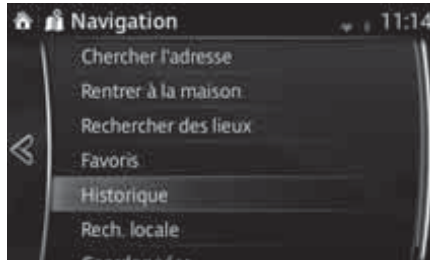 Navigation 11:14
Chercher l'adresse
Rentrer à la maison
Rechercher des lieux
Favoris
Historique
Rech. locale